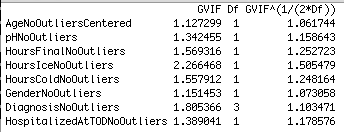 GVIF Df GVIF^(1/(2*Df))
AgeNoOutliersCentered 1.127299 1 1.061744
pHNoOutliers 1.342455 1 1.158643
HoursFinalNoOutliers 1.569316 1 1.252723
HoursIceNoOutliers 2.266468 1 1.505479
HoursColdNoOutliers 1.557912 1 1.248164
GenderNoOutliers 1.151453 1 1.073058
DiagnosisNoOutliers 1.805366 3 1.103471
HospitalizedAtTODNoOutliers 1.389041 1 1.178576